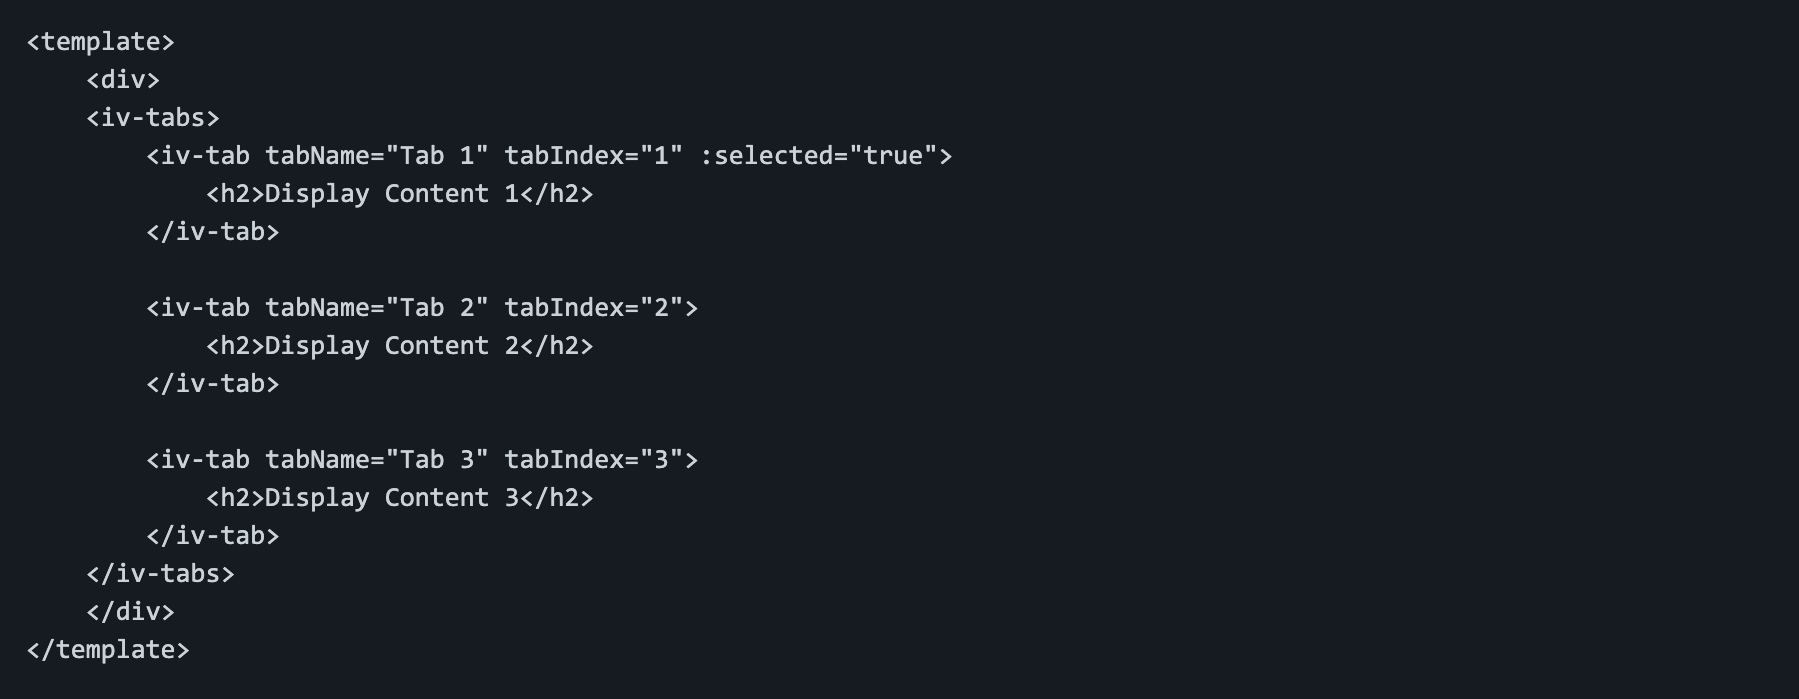 <template>
    <div>
    <iv-tabs>
        <iv-tab tabName="Tab 1" tabIndex="1" :selected="true">
            <h2>Display Content 1</h2>
        </iv-tab>

        <iv-tab tabName="Tab 2" tabIndex="2">
            <h2>Display Content 2</h2>
        </iv-tab>

        <iv-tab tabName="Tab 3" tabIndex="3">
            <h2>Display Content 3</h2>
        </iv-tab>
    </iv-tabs>
    </div>
</template>